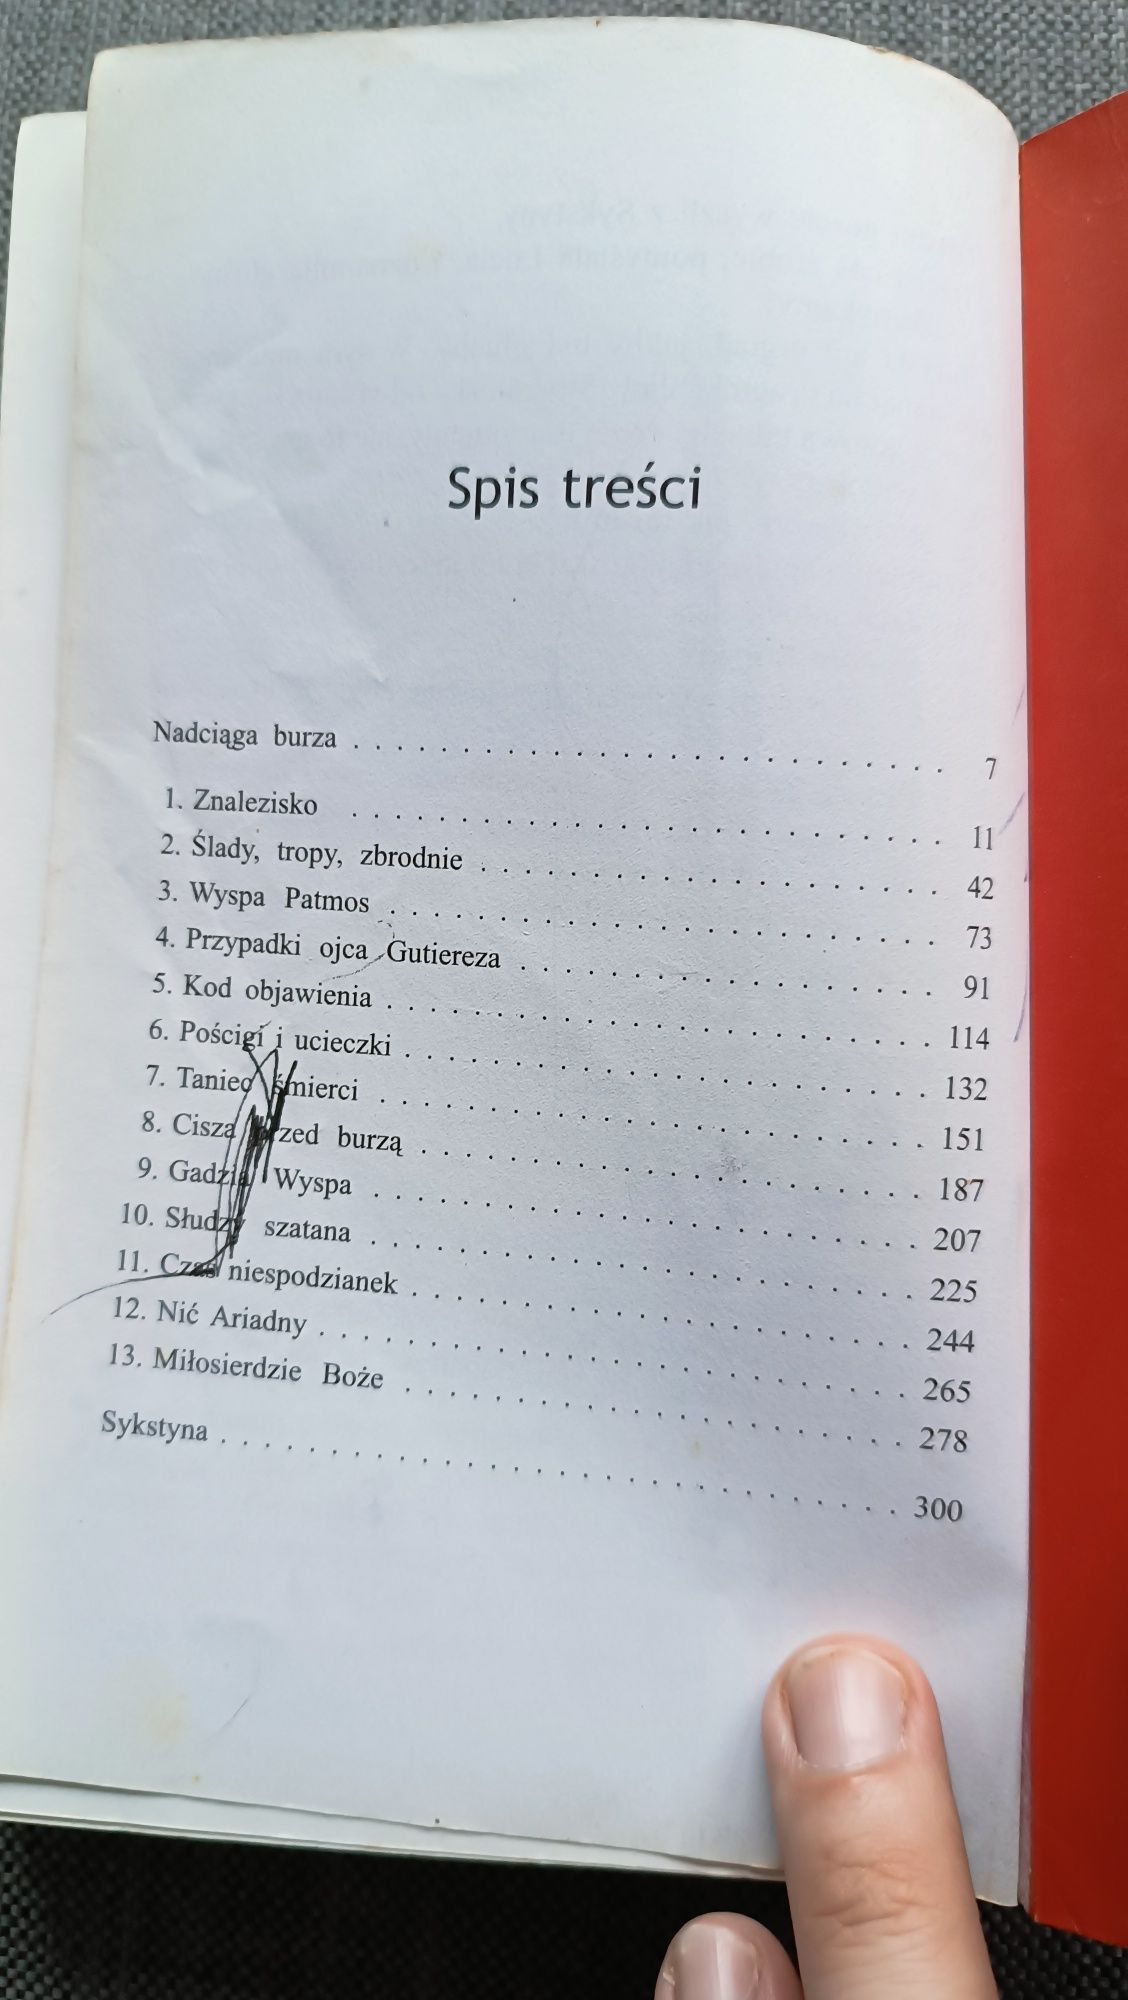 Spis treści
Nadciąga burza . . . . . . . . . . . . . . . . . . . . . . 7
1. Znalezisko . . . . . . . . . . . . . . . . . . . . . . 11
2. Ślady, tropy, zbrodnie . . . . . . . . . . . . . . . . . 42
3. Wyspa Patmos . . . . . . . . . . . . . . . . . . . . 73
4. Przypadki ojca Gutiereza . . . . . . . . . . . . . . . 91
5. Kod objawienia . . . . . . . . . . . . . . . . . . . . 114
6. Pościgi i ucieczki . . . . . . . . . . . . . . . . . . . 132
7. Taniec śmierci . . . . . . . . . . . . . . . . . . . . 151
8. Cisza przed burzą . . . . . . . . . . . . . . . . . . 187
9. Gadzia Wyspa . . . . . . . . . . . . . . . . . . . . 207
10. Słudzy szatana . . . . . . . . . . . . . . . . . . . . 225
11. Czas niespodzianek . . . . . . . . . . . . . . . . . . 244
12. Nić Ariadny . . . . . . . . . . . . . . . . . . . . . 265
13. Miłosierdzie Boże . . . . . . . . . . . . . . . . . . 278
Sykstyna . . . . . . . . . . . . . . . . . . . . . . . . . 300